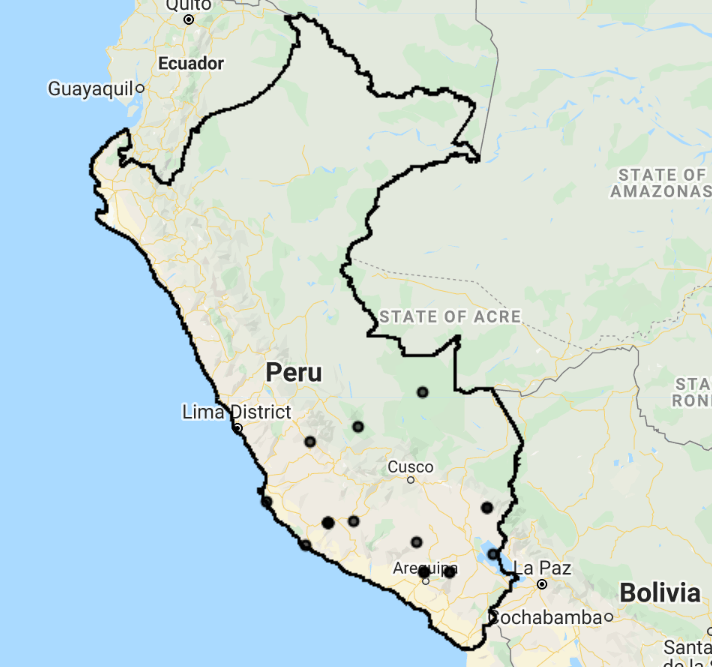 Quito
Ecuador
Guayaquil
STATE OF
AMAZONAS
STATE OF ACRE
Peru
STA
RON
Lima District
Cusco
Arequipa
La Paz
Bolivia
Cochabamba
Santa
de la